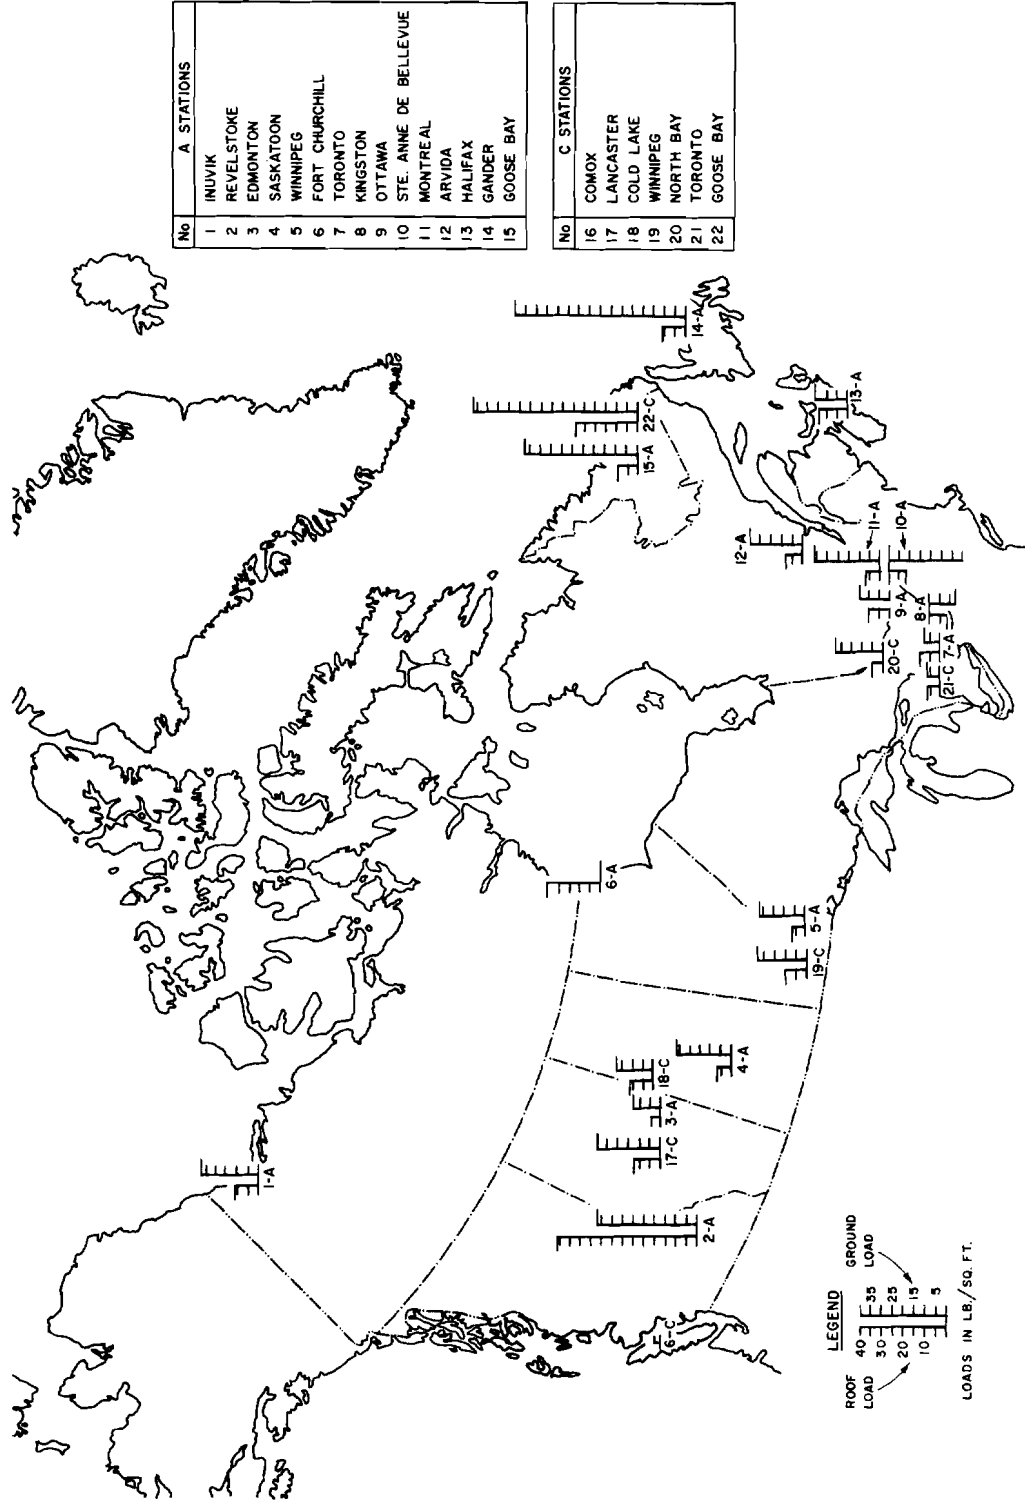 No A STATIONS
1 INUVIK
2 REVELSTOKE
3 EDMONTON
4 SASKATOON
5 WINNIPEG
6 FORT CHURCHILL
7 TORONTO
8 KINGSTON
9 OTTAWA
10 STE. ANNE DE BELLEVUE
11 MONTREAL
12 ARVIDA
13 HALIFAX
14 GANDER
15 GOOSE BAY
No C STATIONS
16 COMOX
17 LANCASTER
18 COLD LAKE
19 WINNIPEG
20 NORTH BAY
21 TORONTO
22 GOOSE BAY
1-A
2-A
17-C
3-A
18-C
4-A
19-C
5-A
6-A
20-C
21-C
7-A
8-A
9-A
10-A
11-A
12-A
15-A
22-C
13-A
14-A
6-C
LEGEND
ROOF LOAD
GROUND LOAD
40
30
20
10
35
25
15
5
LOADS IN LB./SQ. FT.